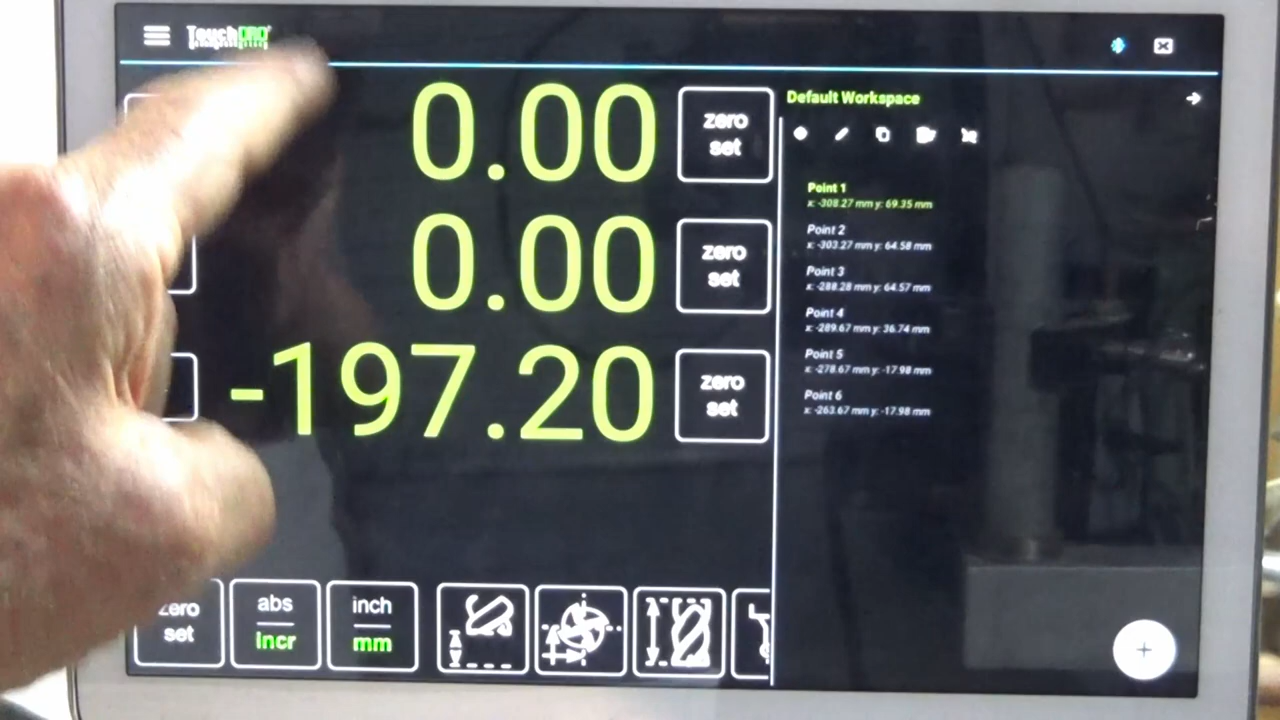 TouchDRO
0.00
zero
set
Default Workspace
0.00
zero
set
-197.20
zero
set
Point 1
x: -308.27 mm y: 69.35 mm
Point 2
x: -303.27 mm y: 64.58 mm
Point 3
x: -288.28 mm y: 64.57 mm
Point 4
x: -289.67 mm y: 36.74 mm
Point 5
x: -278.67 mm y: -17.98 mm
Point 6
x: -263.67 mm y: -17.98 mm
zero
set
abs
incr
inch
mm